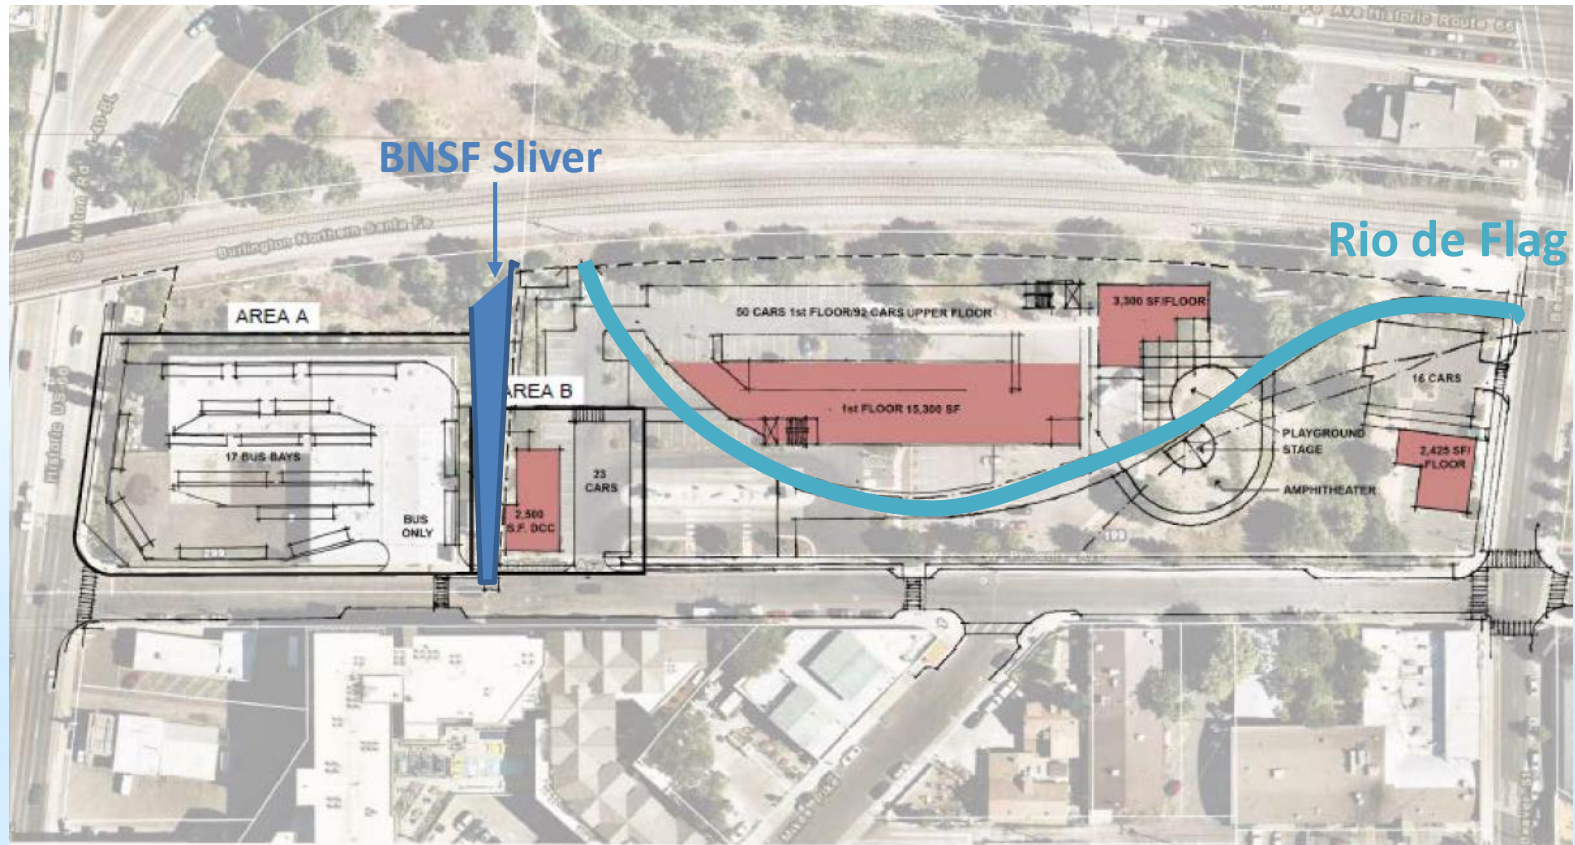 Historic Route 66
BNSF Sliver
S Milton Rd
Burlington Northern Santa Fe
Rio de Flag
AREA A
50 CARS 1st FLOOR/92 CARS UPPER FLOOR
3,300 SF/FLOOR
AREA B
16 CARS
1st FLOOR 15,300 SF
17 BUS BAYS
PLAYGROUND
STAGE
2,425 SF/
FLOOR
23
CARS
AMPHITHEATER
2,500
S.F. DCC
BUS
ONLY
199